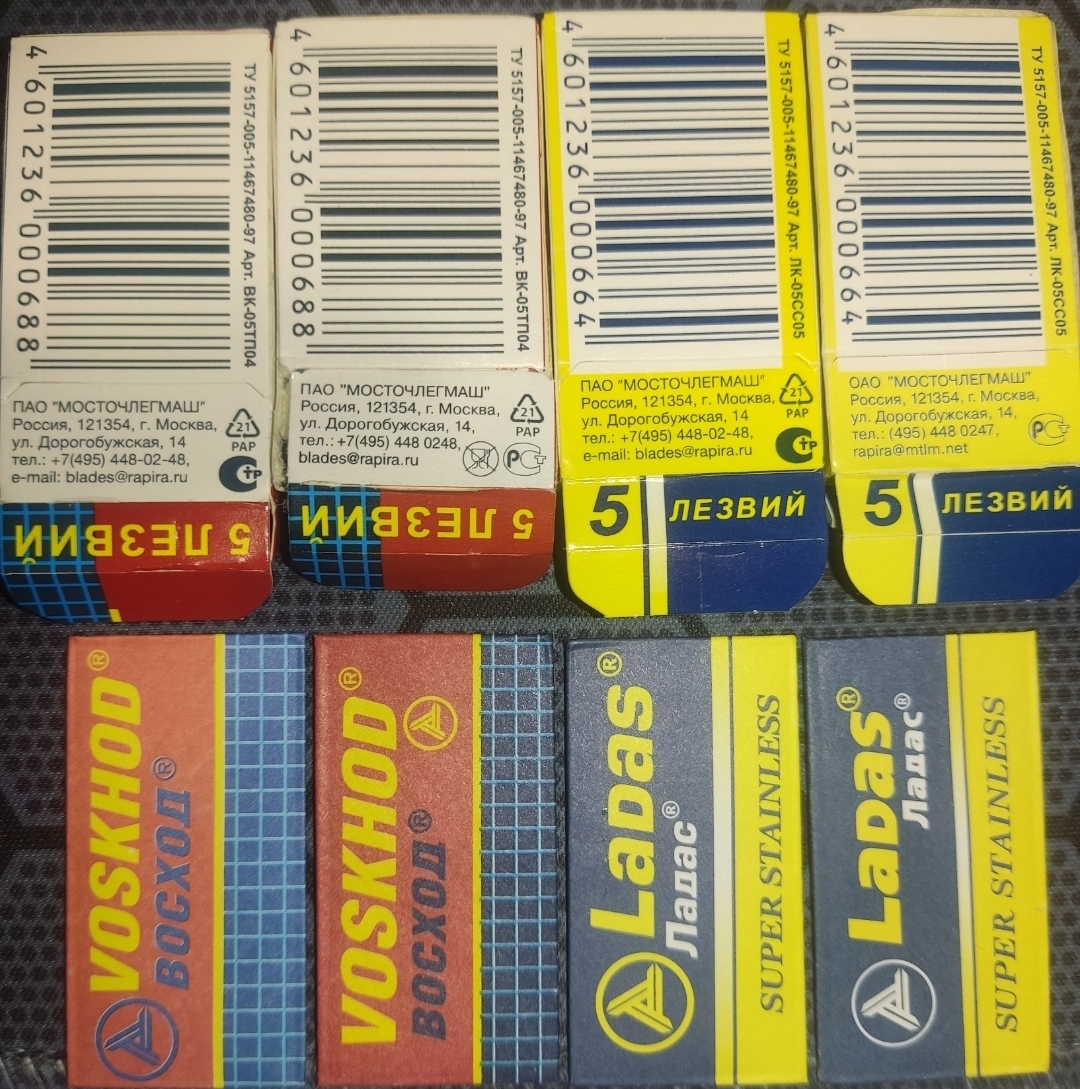 4 601236 000688
ТУ 5157-005-11467480-97 Арт. ВК-05ТП04
ПАО "МОСТОЧЛЕГМАШ"
Россия, 121354, г. Москва,
ул. Дорогобужская, 14
тел.: +7(495) 448-02-48,
e-mail: blades@rapira.ru
21
PAP
РСТ
5 ЛЕЗВИЙ
4 601236 000688
ТУ 5157-005-11467480-97 Арт. ВК-05ТП04
ПАО "МОСТОЧЛЕГМАШ"
Россия, 121354, г. Москва,
ул. Дорогобужская, 14,
тел.: +7(495) 448 0248,
blades@rapira.ru
21
PAP
РСТ
5 ЛЕЗВИЙ
4 601236 000664
ТУ 5157-005-11467480-97 Арт. ЛК-05СС05
ПАО "МОСТОЧЛЕГМАШ"
Россия, 121354, г. Москва,
ул. Дорогобужская, 14
тел.: +7(495) 448-02-48,
e-mail: blades@rapira.ru
21
PAP
РСТ
5 ЛЕЗВИЙ
4 601236 000664
ТУ 5157-005-11467480-97 Арт. ЛК-05СС05
ОАО "МОСТОЧЛЕГМАШ"
Россия, 121354, г. Москва,
ул. Дорогобужская, 14,
тел.: (495) 448 0247,
rapira@mtlm.net
РСТ
5 ЛЕЗВИЙ
VOSKHOD®
ВОСХОД®
VOSKHOD®
ВОСХОД®
LaDas®
Ладас®
SUPER STAINLESS
LaDas®
Ладас®
SUPER STAINLESS